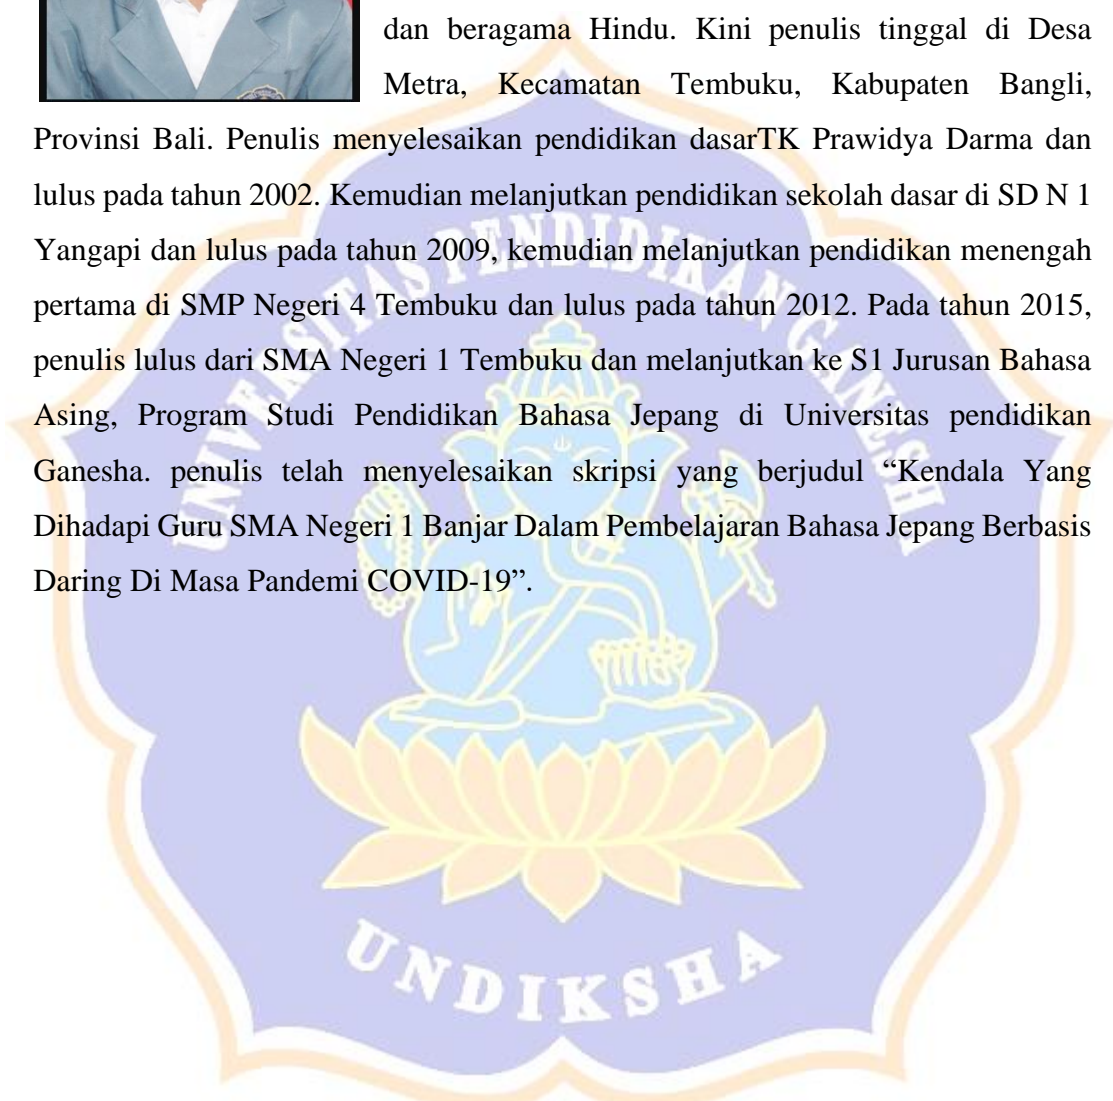 dan beragama Hindu. Kini penulis tinggal di Desa
Metra, Kecamatan Tembuku, Kabupaten Bangli,
Provinsi Bali. Penulis menyelesaikan pendidikan dasarTK Prawidya Darma dan
lulus pada tahun 2002. Kemudian melanjutkan pendidikan sekolah dasar di SD N 1
Yangapi dan lulus pada tahun 2009, kemudian melanjutkan pendidikan menengah
pertama di SMP Negeri 4 Tembuku dan lulus pada tahun 2012. Pada tahun 2015,
penulis lulus dari SMA Negeri 1 Tembuku dan melanjutkan ke S1 Jurusan Bahasa
Asing, Program Studi Pendidikan Bahasa Jepang di Universitas pendidikan
Ganesha. penulis telah menyelesaikan skripsi yang berjudul “Kendala Yang
Dihadapi Guru SMA Negeri 1 Banjar Dalam Pembelajaran Bahasa Jepang Berbasis
Daring Di Masa Pandemi COVID-19”.
UNIVERSITAS PENDIDIKAN GANESHA
UNDIKSHA